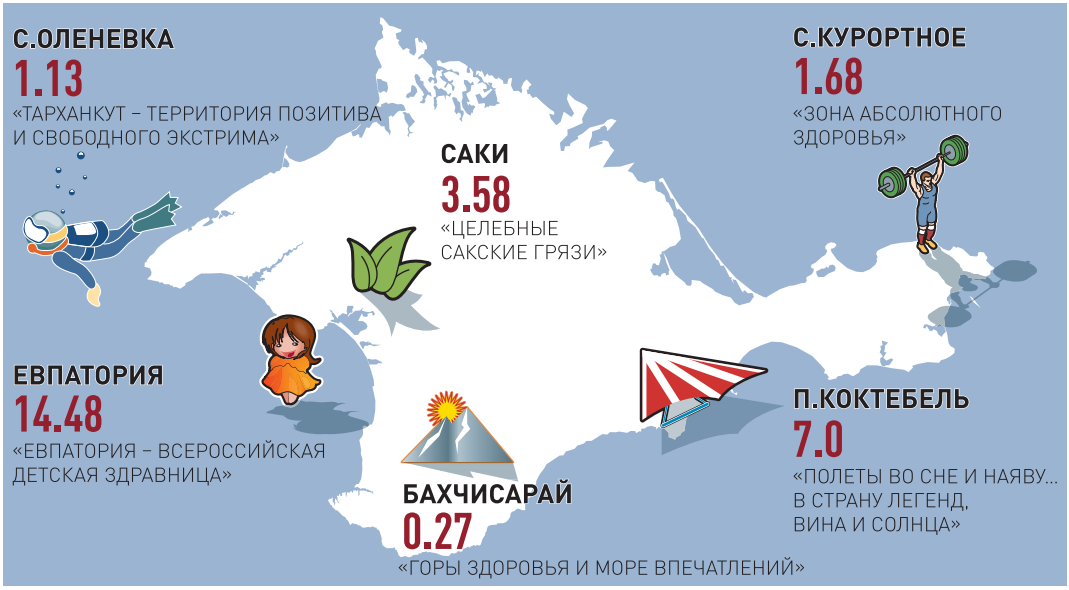 С.ОЛЕНЕВКА
1.13
«ТАРХАНКУТ – ТЕРРИТОРИЯ ПОЗИТИВА
И СВОБОДНОГО ЭКСТРИМА»
С.КУРОРТНОЕ
1.68
«ЗОНА АБСОЛЮТНОГО
ЗДОРОВЬЯ»
САКИ
3.58
«ЦЕЛЕБНЫЕ
САКСКИЕ ГРЯЗИ»
ЕВПАТОРИЯ
14.48
«ЕВПАТОРИЯ – ВСЕРОССИЙСКАЯ
ДЕТСКАЯ ЗДРАВНИЦА»
П.КОКТЕБЕЛЬ
7.0
«ПОЛЕТЫ ВО СНЕ И НАЯВУ...
В СТРАНУ ЛЕГЕНД,
ВИНА И СОЛНЦА»
БАХЧИСАРАЙ
0.27
«ГОРЫ ЗДОРОВЬЯ И МОРЕ ВПЕЧАТЛЕНИЙ»